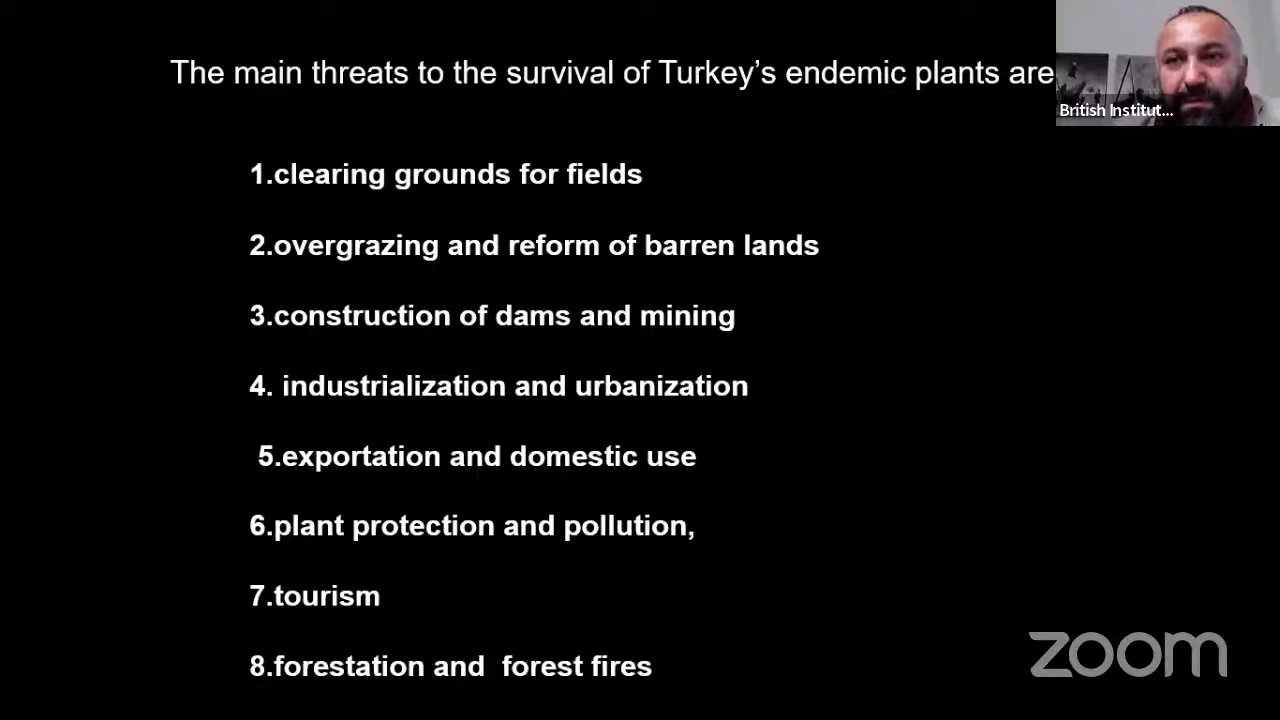 The main threats to the survival of Turkey's endemic plants are
British Institut...
1.clearing grounds for fields
2.overgrazing and reform of barren lands
3.construction of dams and mining
4. industrialization and urbanization
5.exportation and domestic use
6.plant protection and pollution,
7.tourism
8.forestation and  forest fires
zoom